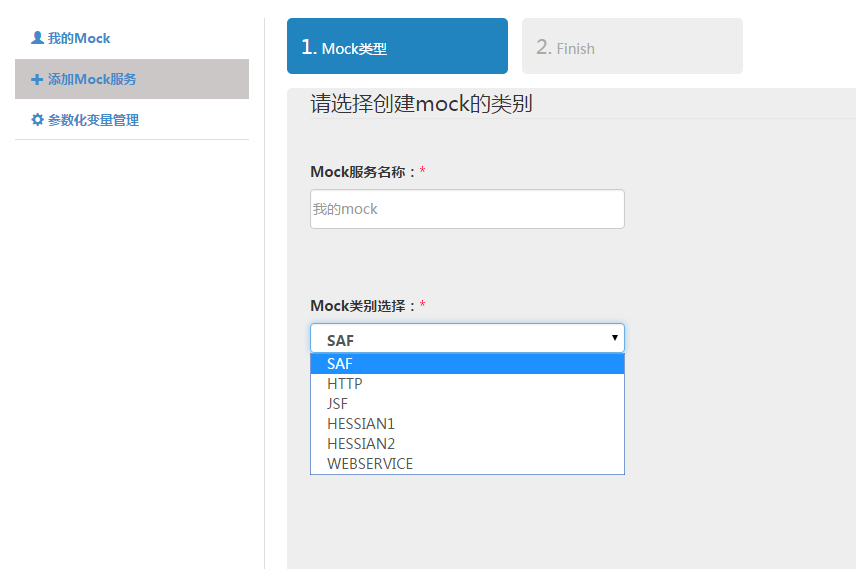 我的Mock
添加Mock服务
参数化变量管理
1. Mock类型
2. Finish
请选择创建mock的类别
Mock服务名称：*
我的mock
Mock类别选择：*
SAF
SAF
HTTP
JSF
HESSIAN1
HESSIAN2
WEBSERVICE